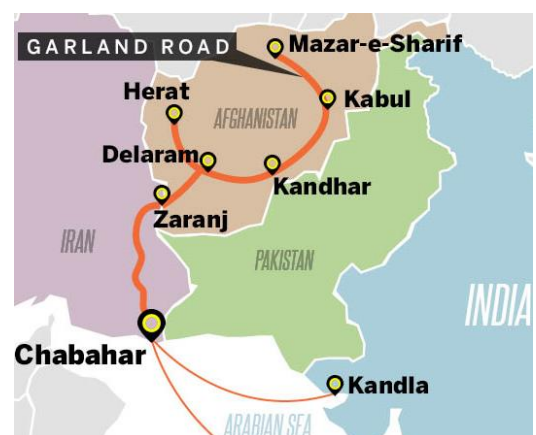 GARLAND ROAD
Mazar-e-Sharif
Herat
Kabul
AFGHANISTAN
Delaram
Kandhar
Zaranj
IRAN
PAKISTAN
INDIA
Chabahar
Kandla
ARABIAN SEA